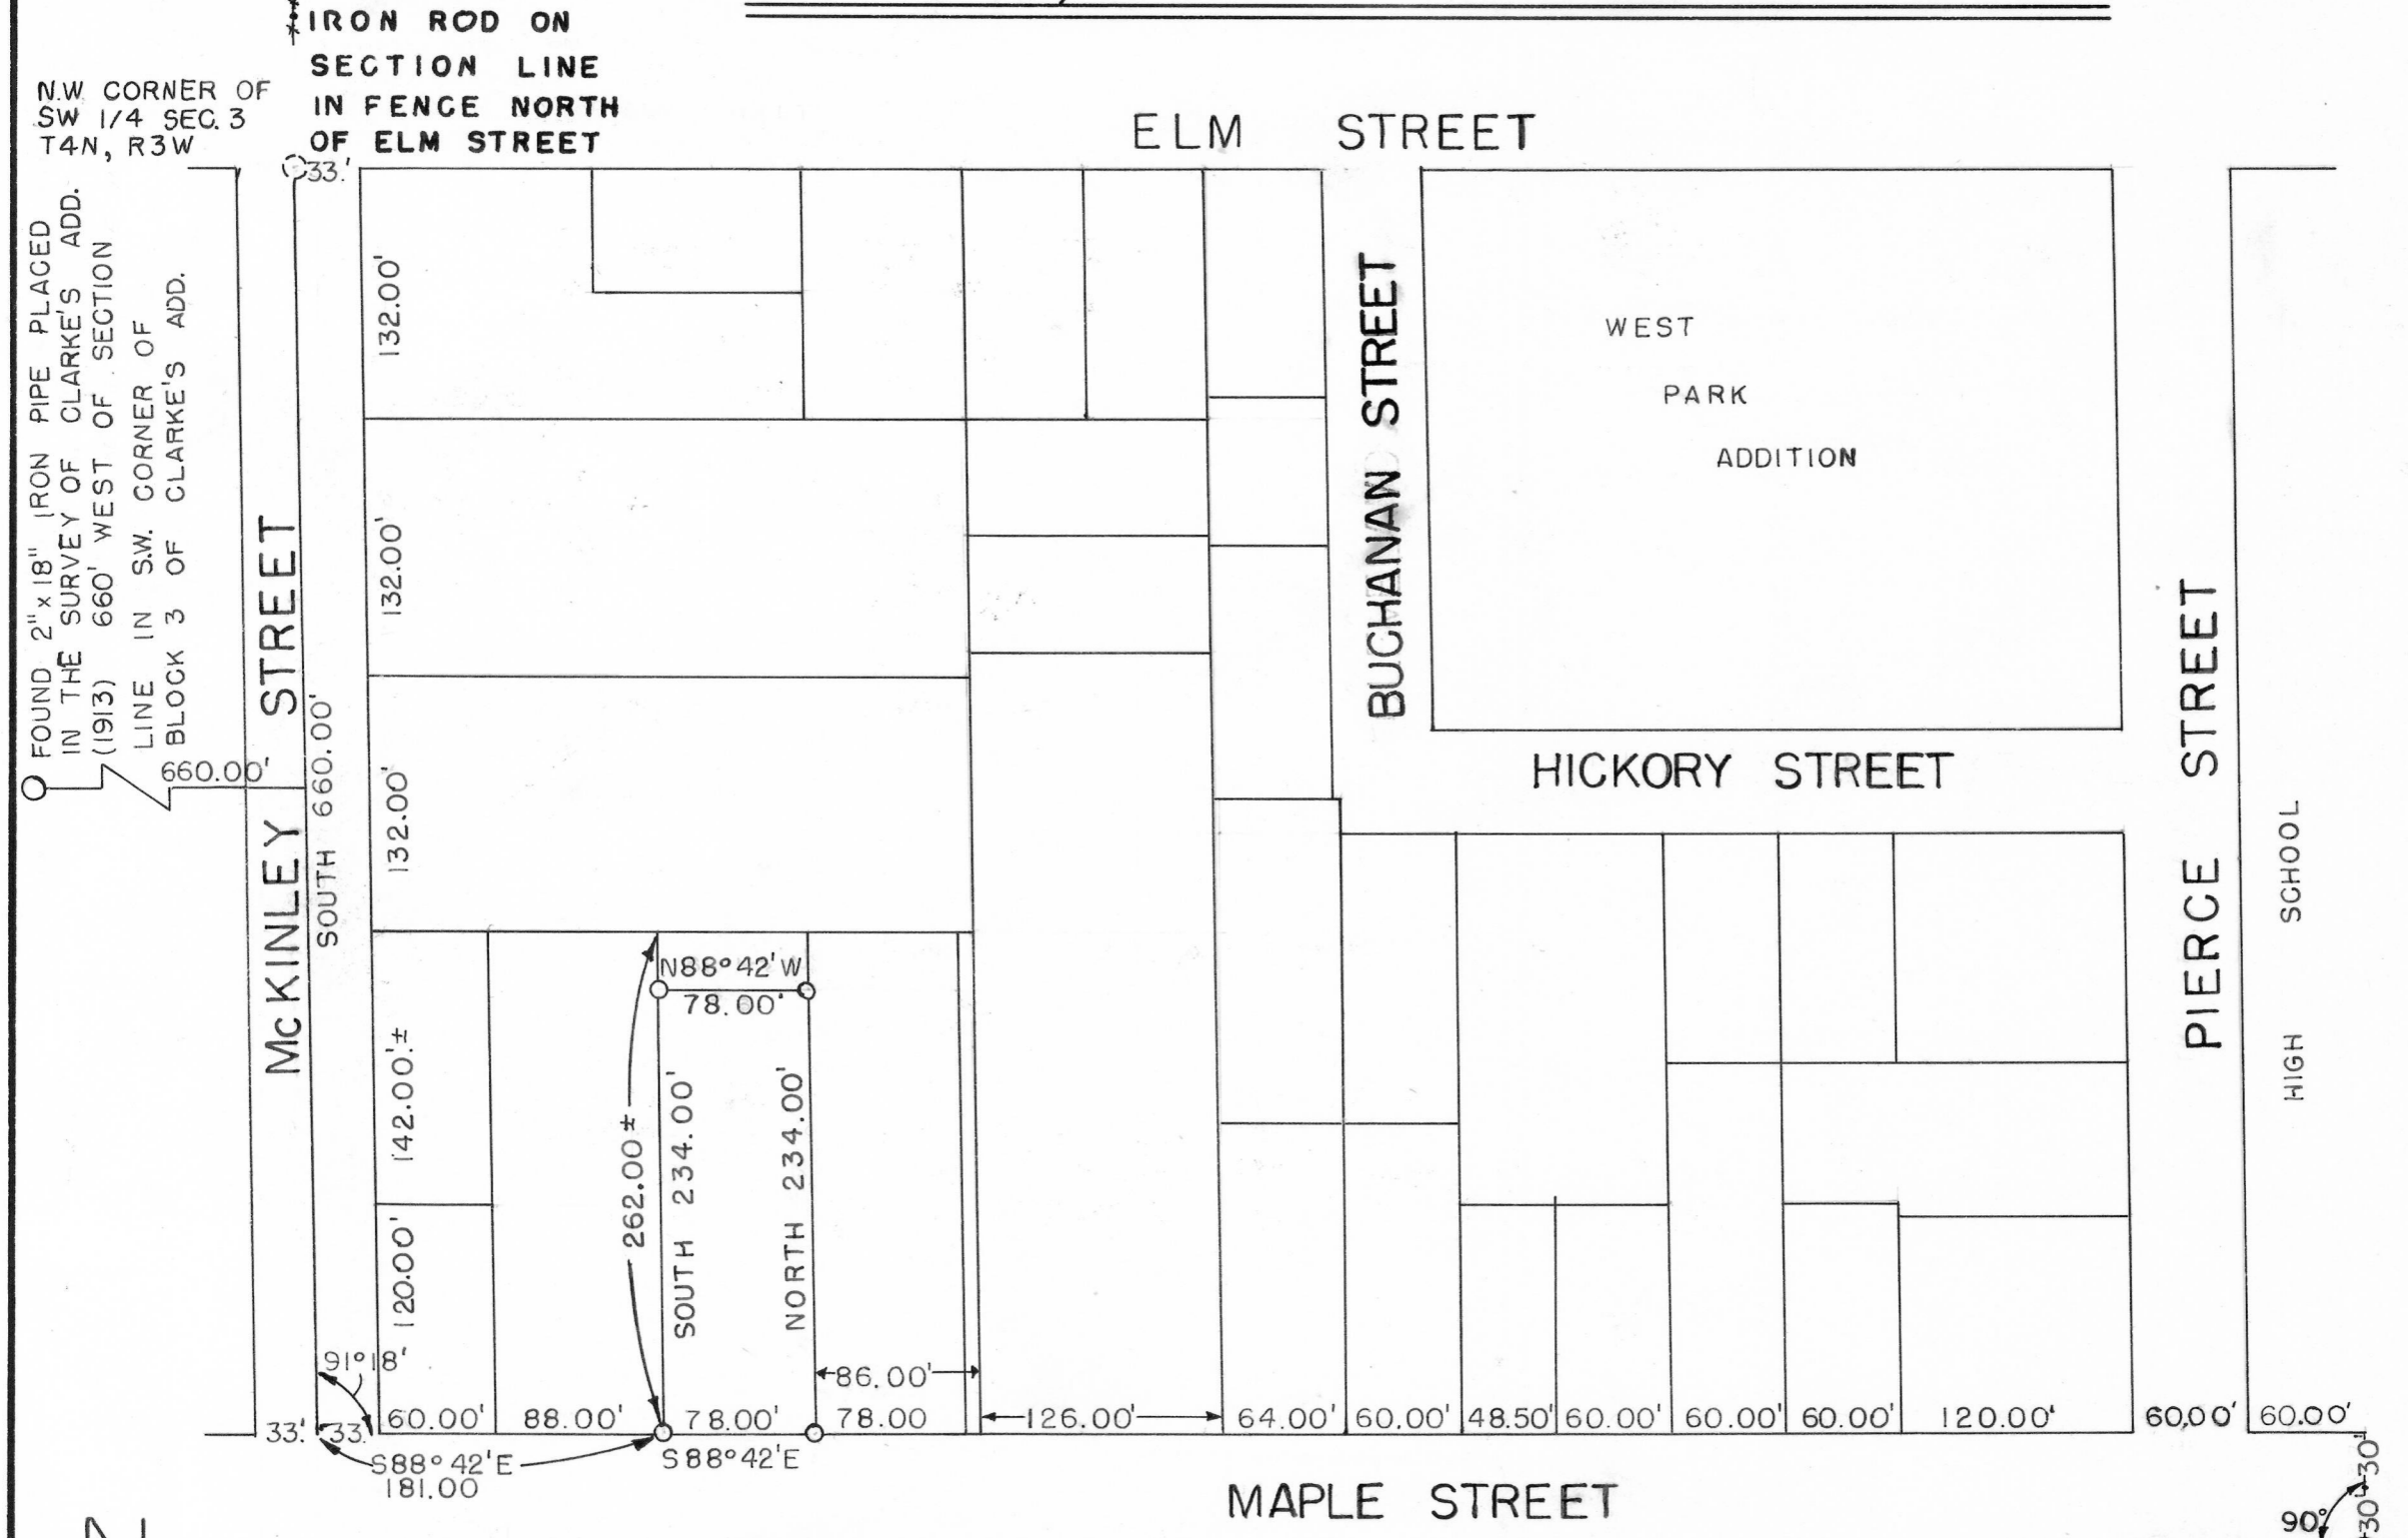 IRON ROD ON
SECTION LINE
IN FENCE NORTH
OF ELM STREET
N.W. CORNER OF
SW 1/4 SEC. 3
T4N, R3W
33.'
ELM STREET
FOUND 2" x 18" IRON PIPE PLACED
IN THE SURVEY OF CLARKE'S ADD.
(1913) 660' WEST OF SECTION
LINE IN S.W. CORNER OF
BLOCK 3 OF CLARKE'S ADD.
660.00'
McKINLEY STREET
SOUTH 660.00'
132.00'
132.00'
132.00'
142.00'.±
120.00'
BUCHANAN STREET
WEST
PARK
ADDITION
HICKORY STREET
PIERCE STREET
HIGH SCHOOL
N88°42'W
78.00'
262.00±
SOUTH 234.00'
NORTH 234.00'
91°18'
86.00'
33.' 33.' 60.00' 88.00' 78.00' 78.00 126.00' 64.00' 60.00' 48.50' 60.00' 60.00' 60.00' 120.00' 60.00' 60.00'
S88°42'E
181.00
S88°42'E
MAPLE STREET
30'
30'
90°
N